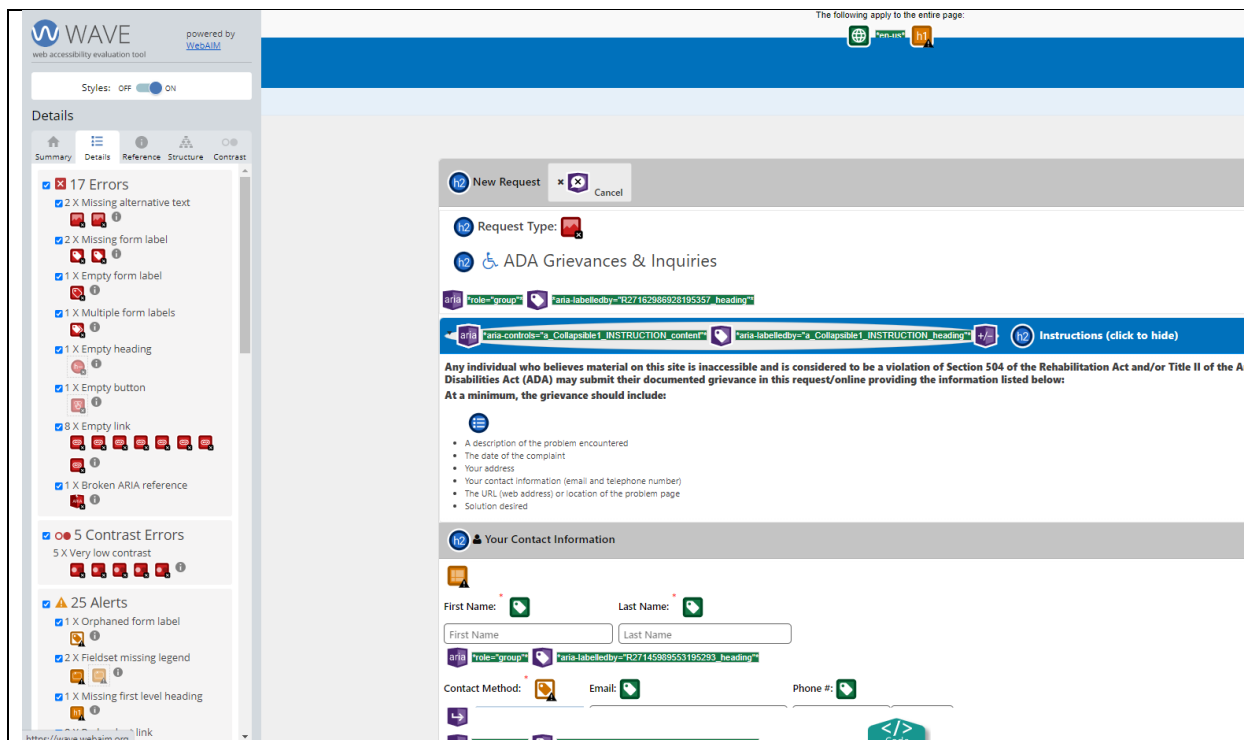 The following apply to the entire page:
*en-us* h1
WAVE
powered by
WebAIM
web accessibility evaluation tool
Styles: OFF ON
Details
Summary Details Reference Structure Contrast
17 Errors
2 X Missing alternative text
2 X Missing form label
1 X Empty form label
1 X Multiple form labels
1 X Empty heading
1 X Empty button
8 X Empty link
1 X Broken ARIA reference
5 Contrast Errors
5 X Very low contrast
25 Alerts
1 X Orphaned form label
2 X Fieldset missing legend
1 X Missing first level heading
h1
link
https://wave.webaim.org
h2 New Request × Cancel
h2 Request Type:
h2 ADA Grievances & Inquiries
aria *role="group"* *aria-labelledby="R27162986928195357_heading"*
aria *aria-controls="a_Collapsible1_INSTRUCTION_content"* *aria-labelledby="a_Collapsible1_INSTRUCTION_heading"* +/- h2 Instructions (click to hide)
Any individual who believes material on this site is inaccessible and is considered to be a violation of Section 504 of the Rehabilitation Act and/or Title II of the A
Disabilities Act (ADA) may submit their documented grievance in this request/online providing the information listed below:
At a minimum, the grievance should include:
• A description of the problem encountered
• The date of the complaint
• Your address
• Your contact information (email and telephone number)
• The URL (web address) or location of the problem page
• Solution desired
h2 Your Contact Information
First Name: * Last Name: *
First Name Last Name
aria *role="group"* *aria-labelledby="R27145989553195293_heading"*
Contact Method: * Email: Phone #:
</> Code